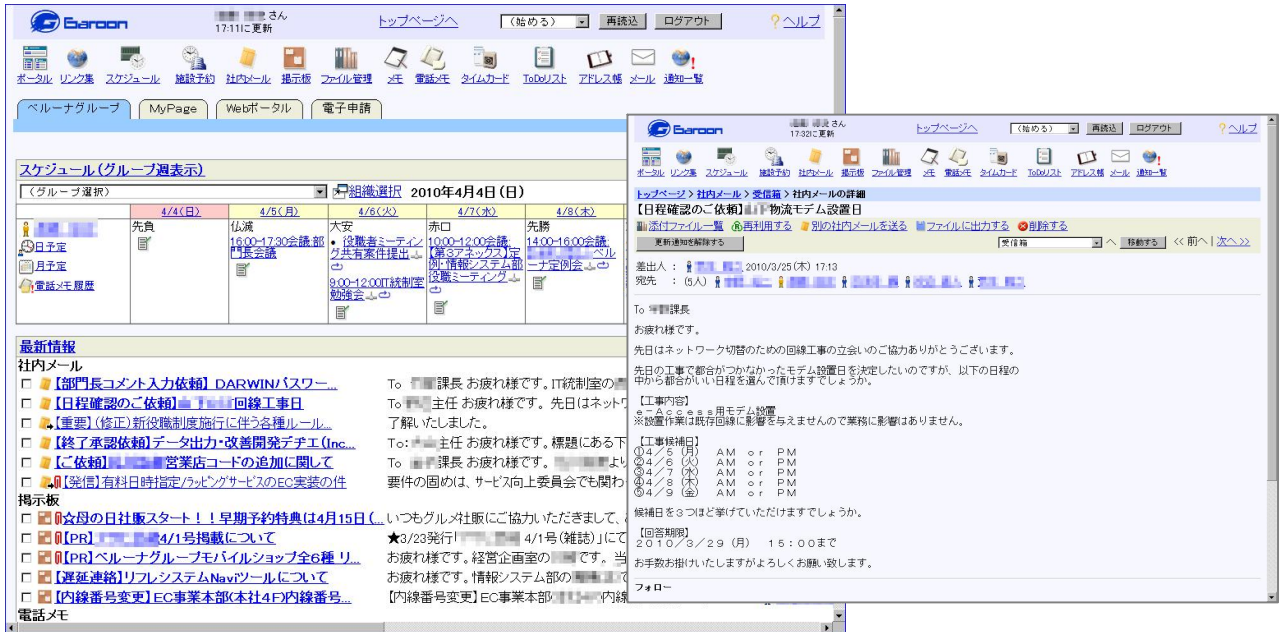 Garoon
さん
17:11に更新
トップページへ
(始める)
再読込
ログアウト
?ヘルプ
ポータル リンク集 スケジュール 施設予約 社内メール 掲示板 ファイル管理 メモ 電話メモ タイムカード ToDoリスト アドレス帳 メール 通知一覧
ベルーナグループ
MyPage
Webポータル
電子申請
スケジュール(グループ週表示)
(グループ選択)
組織選択 2010年4月4日(日)
4/4(日) 4/5(月) 4/6(火) 4/7(水) 4/8(木)
日予定
月予定
電話メモ履歴
先負
仏滅
16:00-17:30会議:部
門長会議
大安
• 役職者ミーティン
グ共有案件提出
9:00-12:00IT統制室
勉強会
赤口
10:00-12:00会議:
【第3アネックス】定
例・情報システム部
役職ミーティング
先勝
14:00-16:00会議:
ベル
ーナ定例会
最新情報
社内メール
【部門長コメント入力依頼】 DARWINパスワー... To 課長 お疲れ様です。IT統制室の
【日程確認のご依頼】 回線工事日 To 主任 お疲れ様です。 先日はネット
【重要】(修正)新役職制度施行に伴う各種ルール... 了解いたしました。
【終了承認依頼】データ出力・改善開発デチエ(Inc... To: 主任 お疲れ様です。標題にある下
【ご依頼】 営業店コードの追加に関して To 課長 お疲れ様です。 より
【発信】有料日時指定/ラッピングサービスのEC実装の件 要件の固めは、サービス向上委員会でも関わ
掲示板
☆母の日社販スタート!!早期予約特典は4月15日(... いつもグルメ社販にご協力いただきまして、
【PR】 4/1号掲載について ★3/23発行「 4/1号(雑誌)」にて
【PR】ベルーナグループモバイルショップ全6種 リ... お疲れ様です。経営企画室の です。 当
【遅延連絡】リフレシステムNaviツールについて お疲れ様です。情報システム部の
【内線番号変更】EC事業本部(本社4F)内線番号... 【内線番号変更】EC事業本部 内線
電話メモ
Garoon
さん
17:32に更新
トップページへ
(始める)
再読込
ログアウト
?ヘルプ
ポータル リンク集 スケジュール 施設予約 社内メール 掲示板 ファイル管理 メモ 電話メモ タイムカード ToDoリスト アドレス帳 メール 通知一覧
トップページ > 社内メール > 受信箱 > 社内メールの詳細
【日程確認のご依頼】 物流モデム設置日
添付ファイル一覧 再利用する 別の社内メールを送る ファイルに出力する 削除する
更新通知を解除する
受信箱 へ 移動する << 前へ | 次へ >>
差出人 : 2010/3/25(木) 17:13
宛先 : (5人)
To 課長
お疲れ様です。
先日はネットワーク切替のための回線工事の立会いのご協力ありがとうございます。
先日の工事で都合がつかなかったモデム設置日を決定したいのですが、以下の日程の
中から都合がいい日程を選んで頂けますでしょうか。
【工事内容】
e-Access用モデム設置
※設置作業は既存回線に影響を与えませんので業務に影響はありません。
【工事候補日】
①4/5(月) AM or PM
②4/6(火) AM or PM
③4/7(水) AM or PM
④4/8(木) AM or PM
⑤4/9(金) AM or PM
候補日を3つほど挙げていただけますでしょうか。
【回答期限】
2010/3/29(月) 15:00まで
お手数お掛けいたしますがよろしくお願い致します。
フォロー